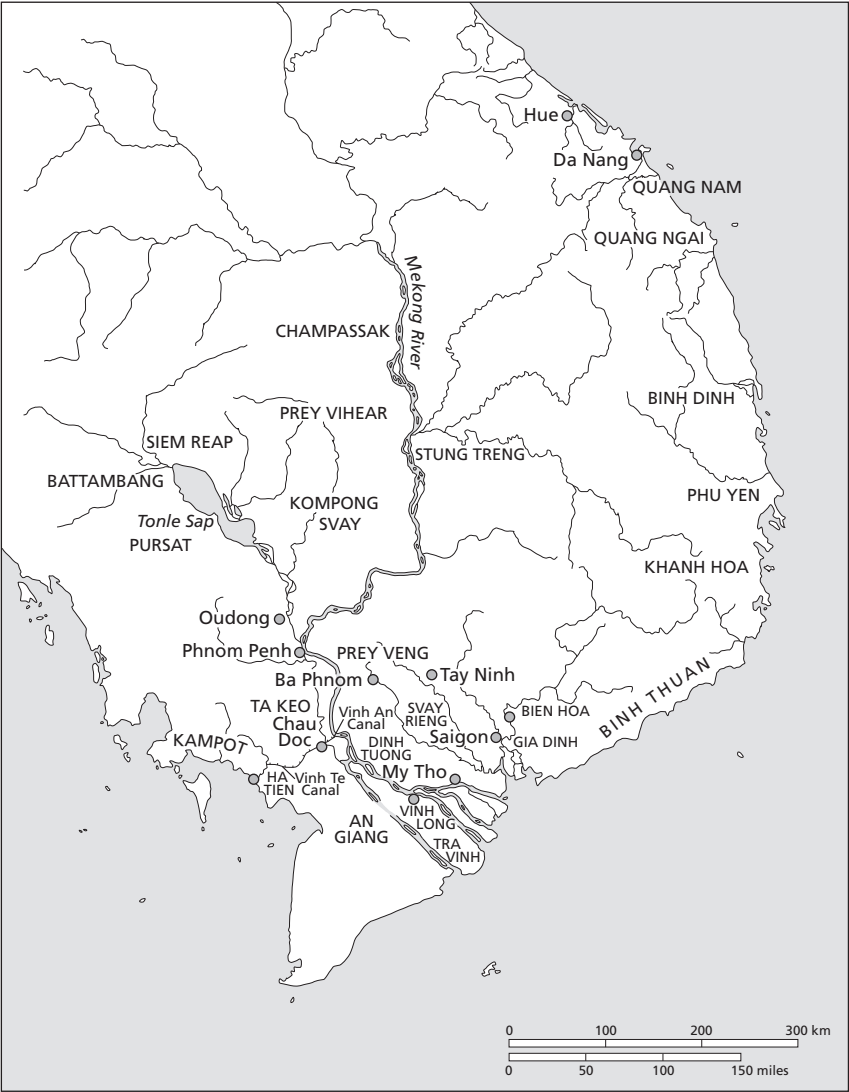 Hue
Da Nang
QUANG NAM
QUANG NGAI
Mekong River
CHAMPASSAK
BINH DINH
PREY VIHEAR
SIEM REAP
STUNG TRENG
BATTAMBANG
PHU YEN
KOMPONG
SVAY
Tonle Sap
PURSAT
KHANH HOA
Oudong
Phnom Penh
PREY VENG
Ba Phnom
Tay Ninh
BINH THUAN
TA KEO
Vinh An
Canal
SVAY
RIENG
BIEN HOA
Chau
Doc
Saigon
GIA DINH
KAMPOT
DINH
TUONG
My Tho
HA
TIEN
Vinh Te
Canal
VINH
LONG
AN
GIANG
TRA
VINH
0 100 200 300 km
0 50 100 150 miles